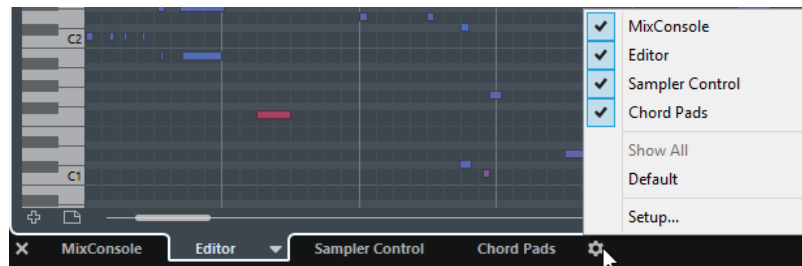 C2
C1
MixConsole
Editor
Sampler Control
Chord Pads
Show All
Default
Setup...
MixConsole Editor Sampler Control Chord Pads